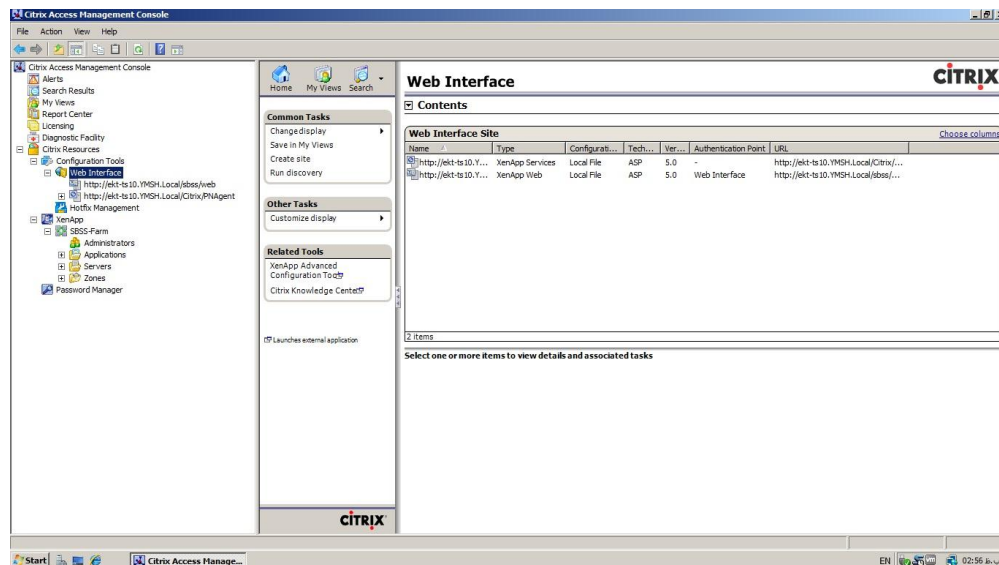 Citrix Access Management Console
File Action View Help
Citrix Access Management Console
Alerts
Search Results
My Views
Report Center
Licensing
Diagnostic Facility
Citrix Resources
Configuration Tools
Web Interface
http://ekt-ts10.YMSH.Local/sbss/web
http://ekt-ts10.YMSH.Local/Citrix/PNAgent
Hotfix Management
XenApp
SBSS-Farm
Administrators
Applications
Servers
Zones
Password Manager
Home My Views Search
Common Tasks
Change display
Save in My Views
Create site
Run discovery
Other Tasks
Customize display
Related Tools
XenApp Advanced
Configuration Tool
Citrix Knowledge Center
Launches external application
CITRIX
Web Interface
CITRIX
Contents
Web Interface Site Choose columns
Name Type Configurati... Tech... Ver... Authentication Point URL
http://ekt-ts10.Y... XenApp Services Local File ASP 5.0 - http://ekt-ts10.YMSH.Local/Citrix/...
http://ekt-ts10.Y... XenApp Web Local File ASP 5.0 Web Interface http://ekt-ts10.YMSH.Local/sbss/...
2 items
Select one or more items to view details and associated tasks
Start Citrix Access Manage... EN 02:56